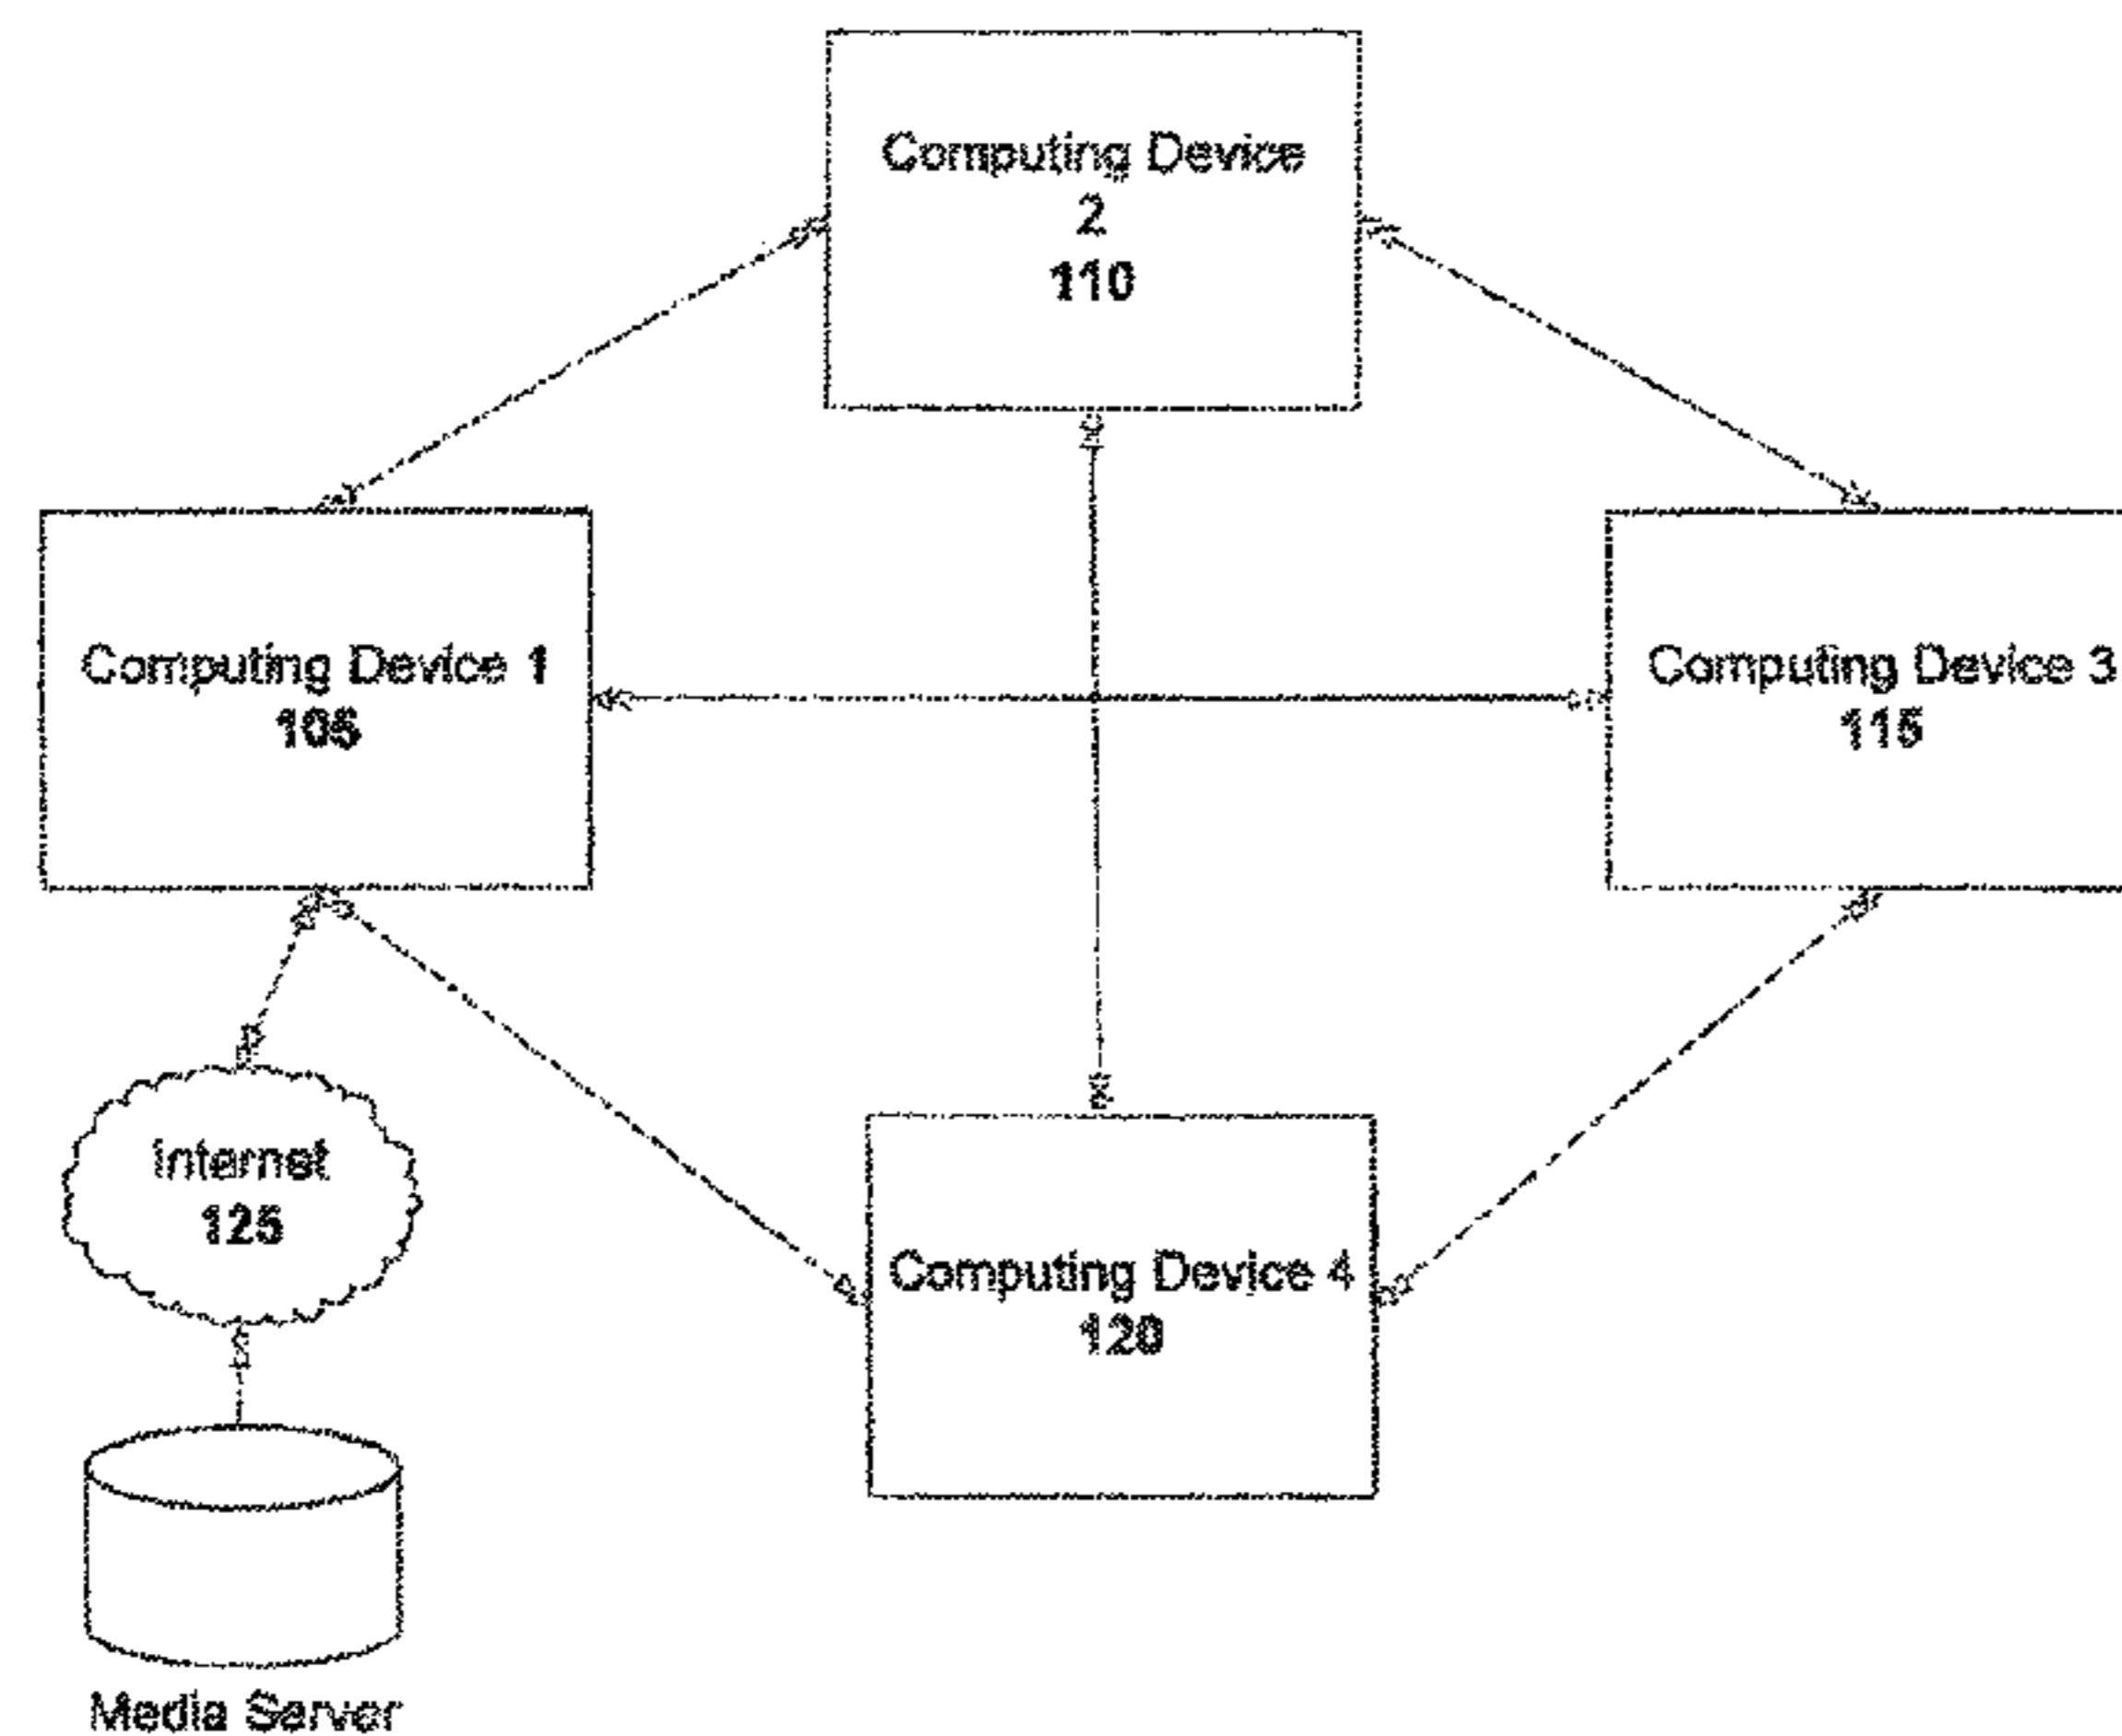 Computing Device
2
110
Computing Device 1
105
Computing Device 3
115
Internet
125
Computing Device 4
120
Media Server